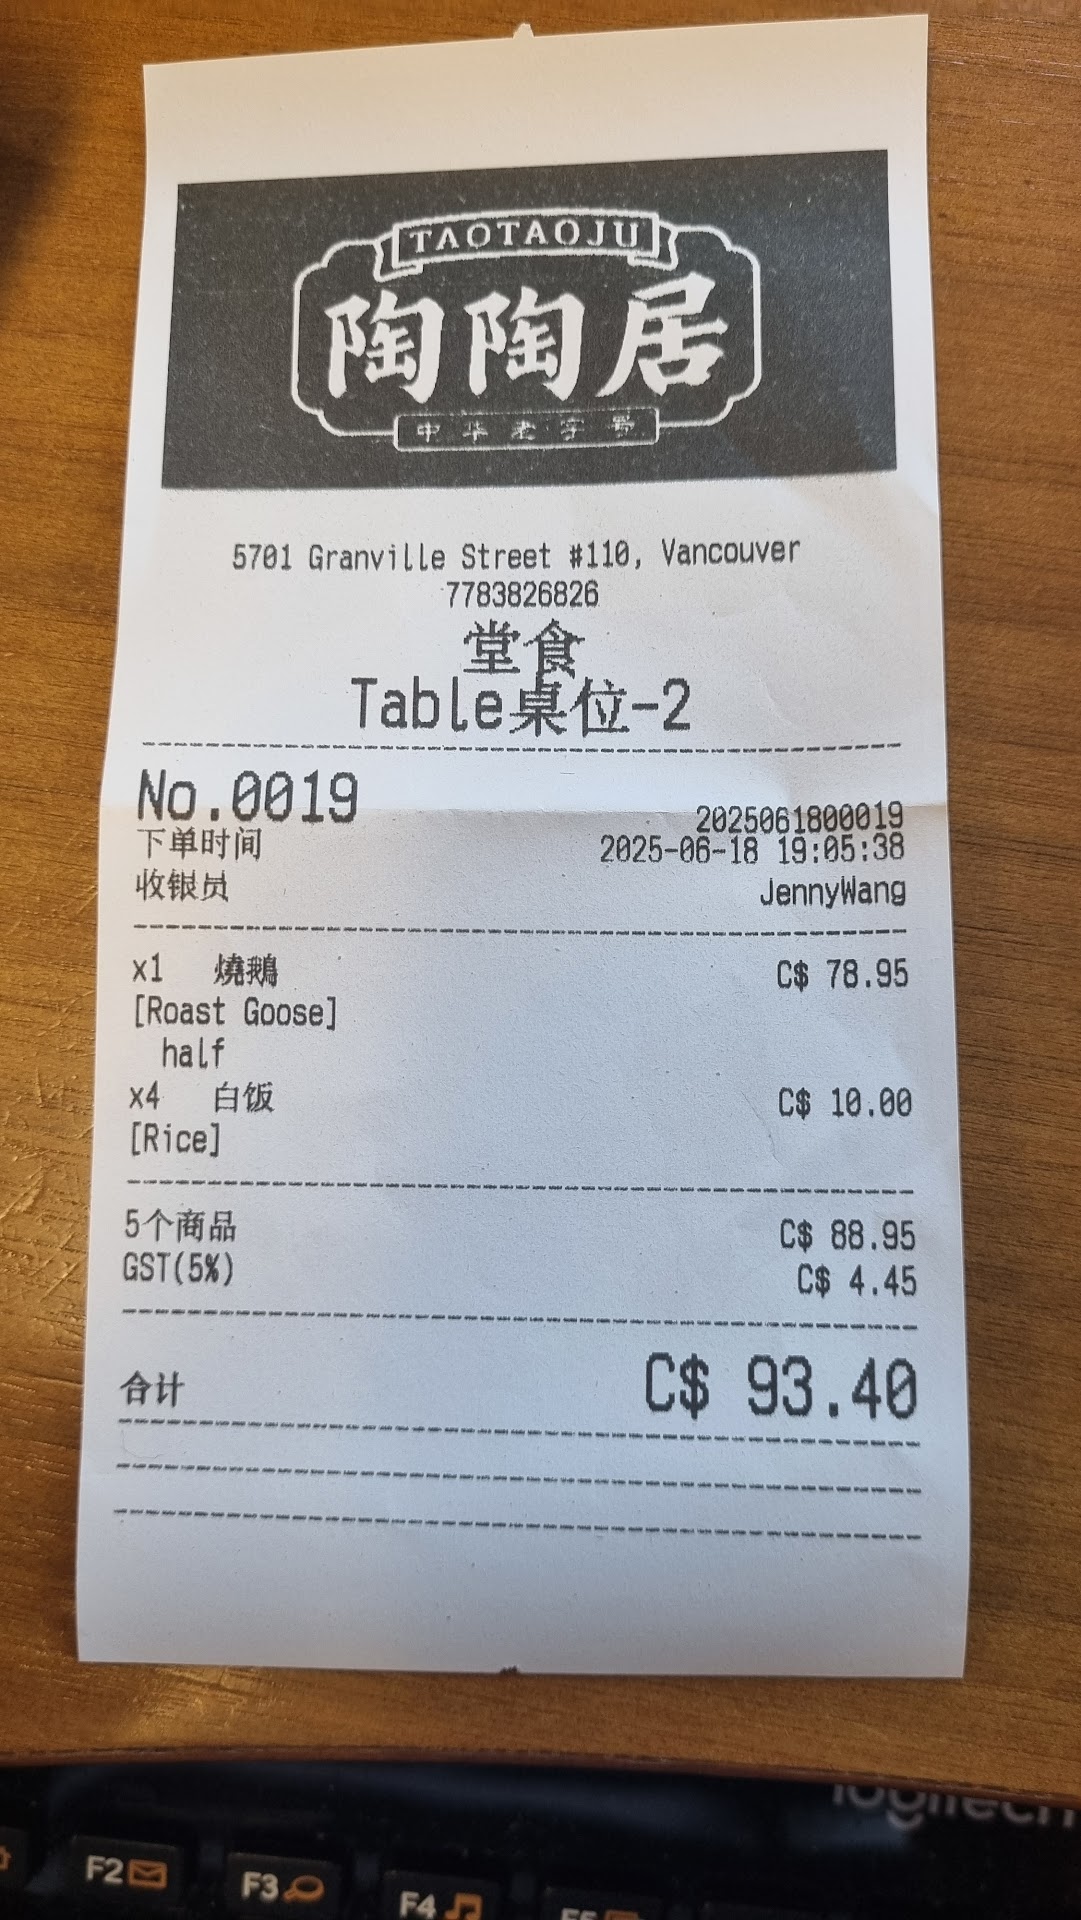 TAOTAOJU
陶陶居
中华老字号
5701 Granville Street #110, Vancouver
7783826826
堂食
Table桌位-2
No.0019
202506180​0019
下单时间 2025-06-18 19:05:38
收银员 JennyWang
x1 燒鵝 C$ 78.95
[Roast Goose]
half
x4 白饭 C$ 10.00
[Rice]
5个商品 C$ 88.95
GST(5%) C$ 4.45
合计 C$ 93.40
logitech
F2
F3
F4
F5